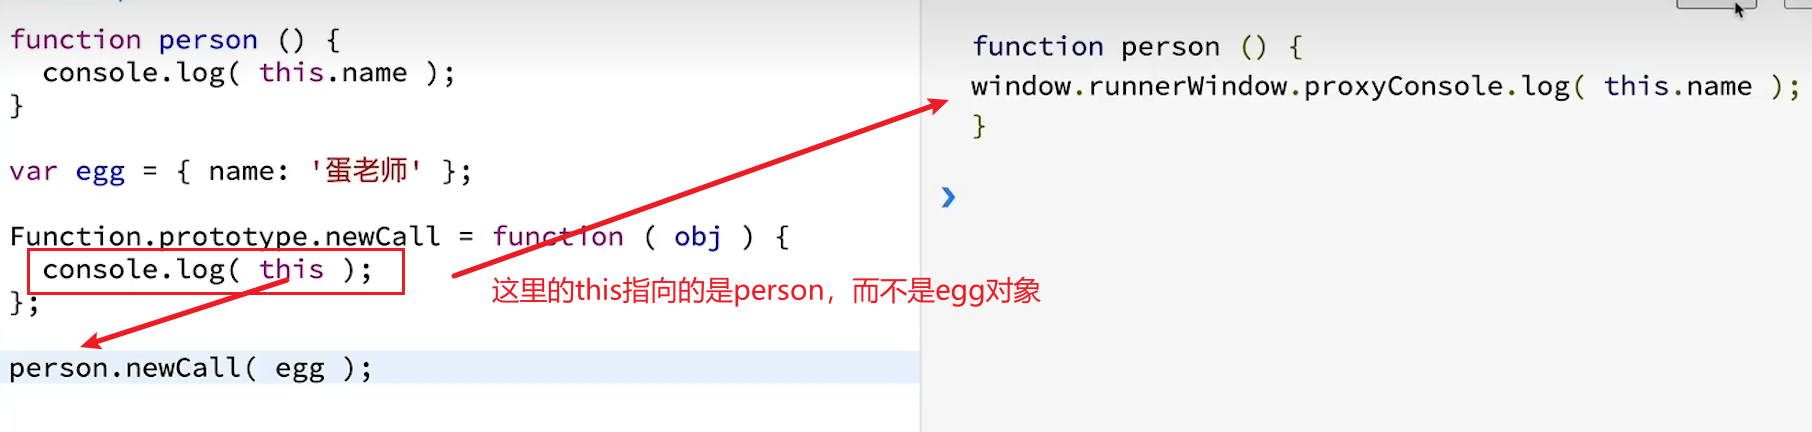 function person () {
console.log( this.name );
}
var egg = { name: '蛋老师' };
Function.prototype.newCall = function ( obj ) {
console.log( this );
};
person.newCall( egg );
这里的this指向的是person，而不是egg对象
function person () {
window.runnerWindow.proxyConsole.log( this.name );
}